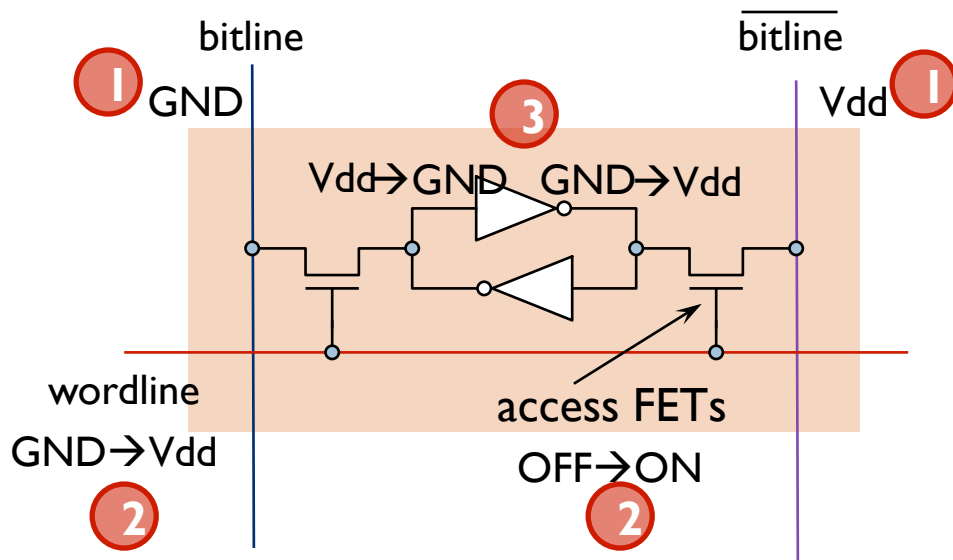 bitline
bitline
1
GND
3
Vdd
1
Vdd→GND
GND→Vdd
wordline
access FETs
GND→Vdd
OFF→ON
2
2